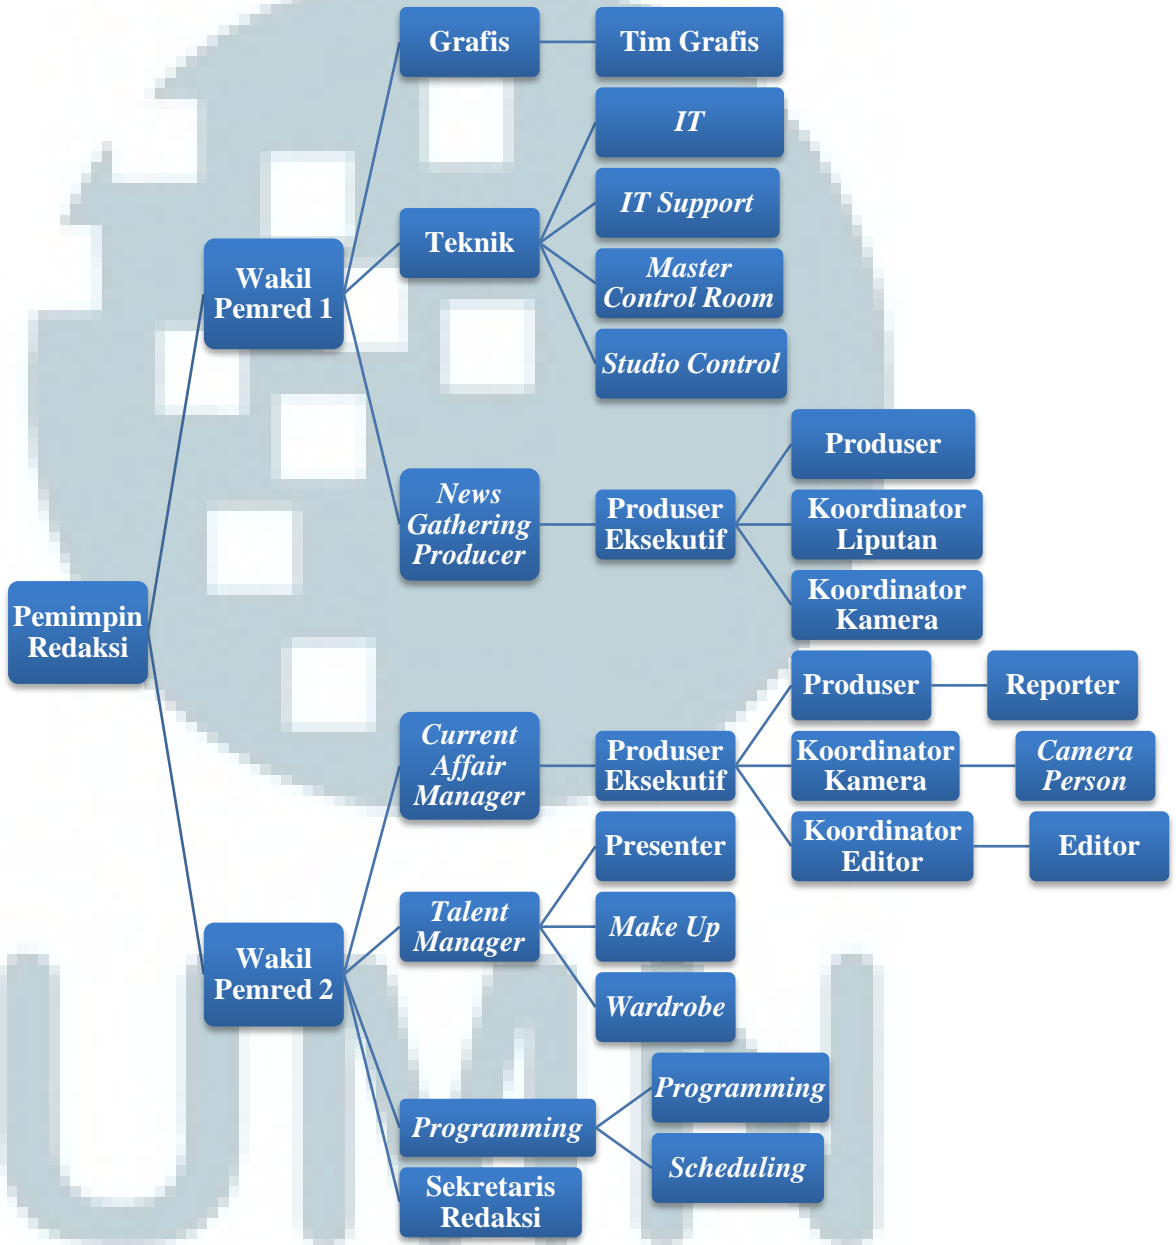 Grafis
Tim Grafis
IT
IT Support
Teknik
Master
Control Room
Wakil
Pemred 1
Studio Control
Produser
News
Gathering
Producer
Produser
Eksekutif
Koordinator
Liputan
Koordinator
Kamera
Pemimpin
Redaksi
Produser
Reporter
Current
Affair
Manager
Produser
Eksekutif
Koordinator
Kamera
Camera
Person
Koordinator
Editor
Editor
Presenter
Talent
Manager
Make Up
Wakil
Pemred 2
Wardrobe
Programming
Programming
Scheduling
Sekretaris
Redaksi
UMN